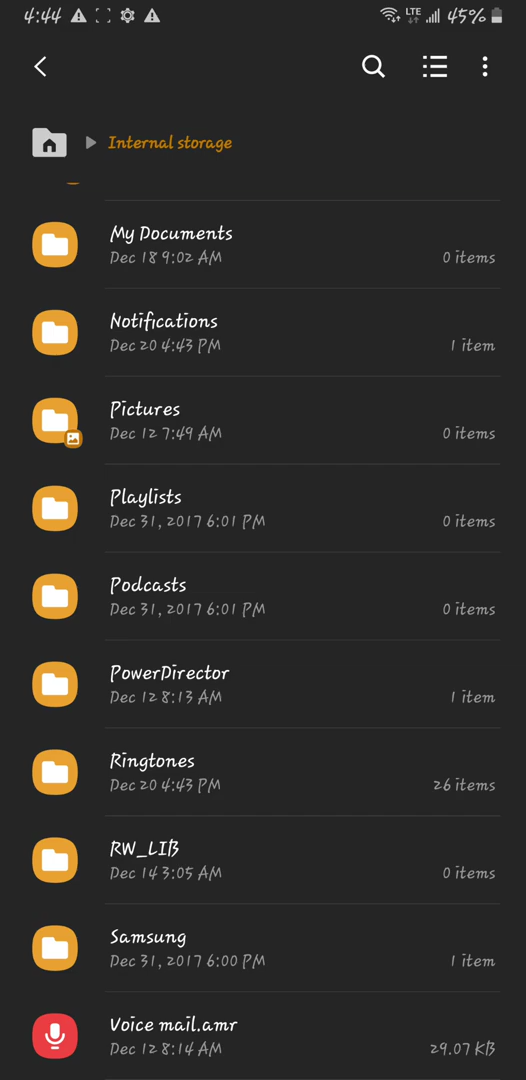 4:44
LTE
45%
Internal storage
My Documents
Dec 18 9:02 AM
0 items
Notifications
Dec 20 4:43 PM
1 item
Pictures
Dec 12 7:49 AM
0 items
Playlists
Dec 31, 2017 6:01 PM
0 items
Podcasts
Dec 31, 2017 6:01 PM
0 items
PowerDirector
Dec 12 8:13 AM
1 item
Ringtones
Dec 20 4:43 PM
26 items
RW_LIB
Dec 14 3:05 AM
0 items
Samsung
Dec 31, 2017 6:00 PM
1 item
Voice mail.amr
Dec 12 8:14 AM
29.07 KB